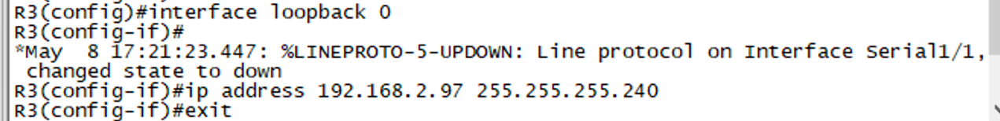 R3(config)#interface loopback 0
R3(config-if)#
*May  8 17:21:23.447: %LINEPROTO-5-UPDOWN: Line protocol on Interface Serial1/1,
 changed state to down
R3(config-if)#ip address 192.168.2.97 255.255.255.240
R3(config-if)#exit